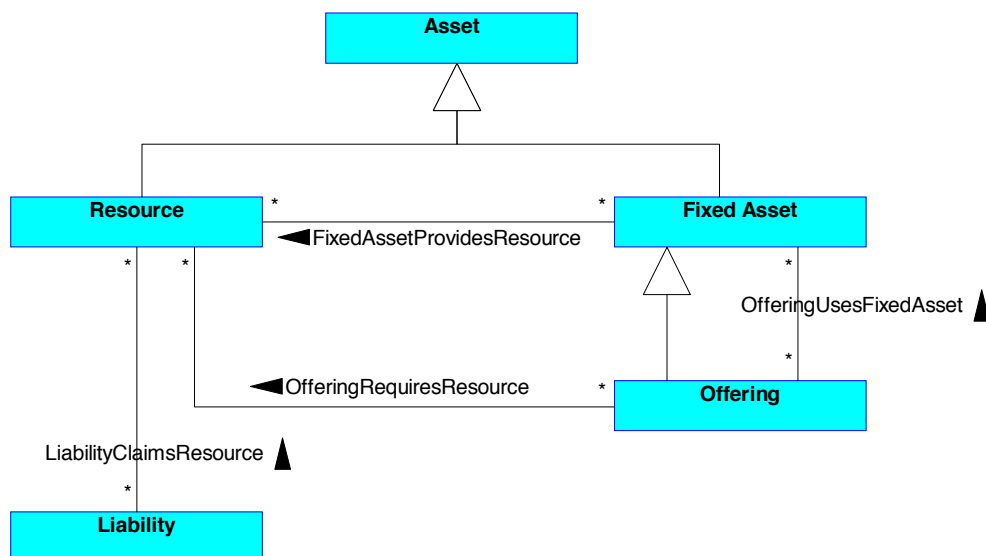 Asset
Resource
* *
Fixed Asset
FixedAssetProvidesResource
* * *
OfferingUsesFixedAsset
*
OfferingRequiresResource *
Offering
LiabilityClaimsResource
*
Liability